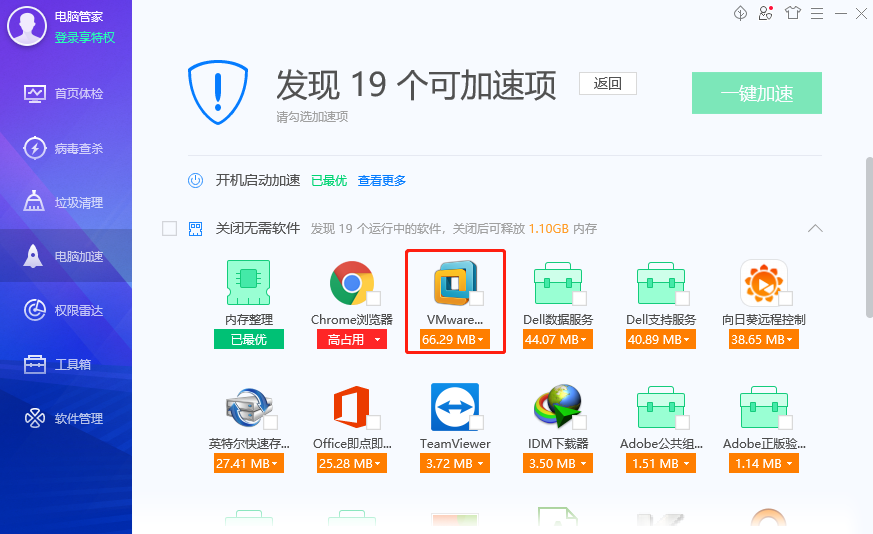 电脑管家
登录享特权
首页体检
病毒查杀
垃圾清理
电脑加速
权限雷达
工具箱
软件管理
发现 19 个可加速项
返回
一键加速
请勾选加速项
开机启动加速 已最优 查看更多
关闭无需软件 发现 19 个运行中的软件，关闭后可释放 1.10GB 内存
内存整理 Chrome浏览器 VMware... Dell数据服务 Dell支持服务 向日葵远程控制
已最优 高占用 66.29 MB 44.07 MB 40.89 MB 38.65 MB
英特尔快速存... Office即点即... TeamViewer IDM下载器 Adobe公共组... Adobe正版验...
27.41 MB 25.28 MB 3.72 MB 3.50 MB 1.51 MB 1.14 MB